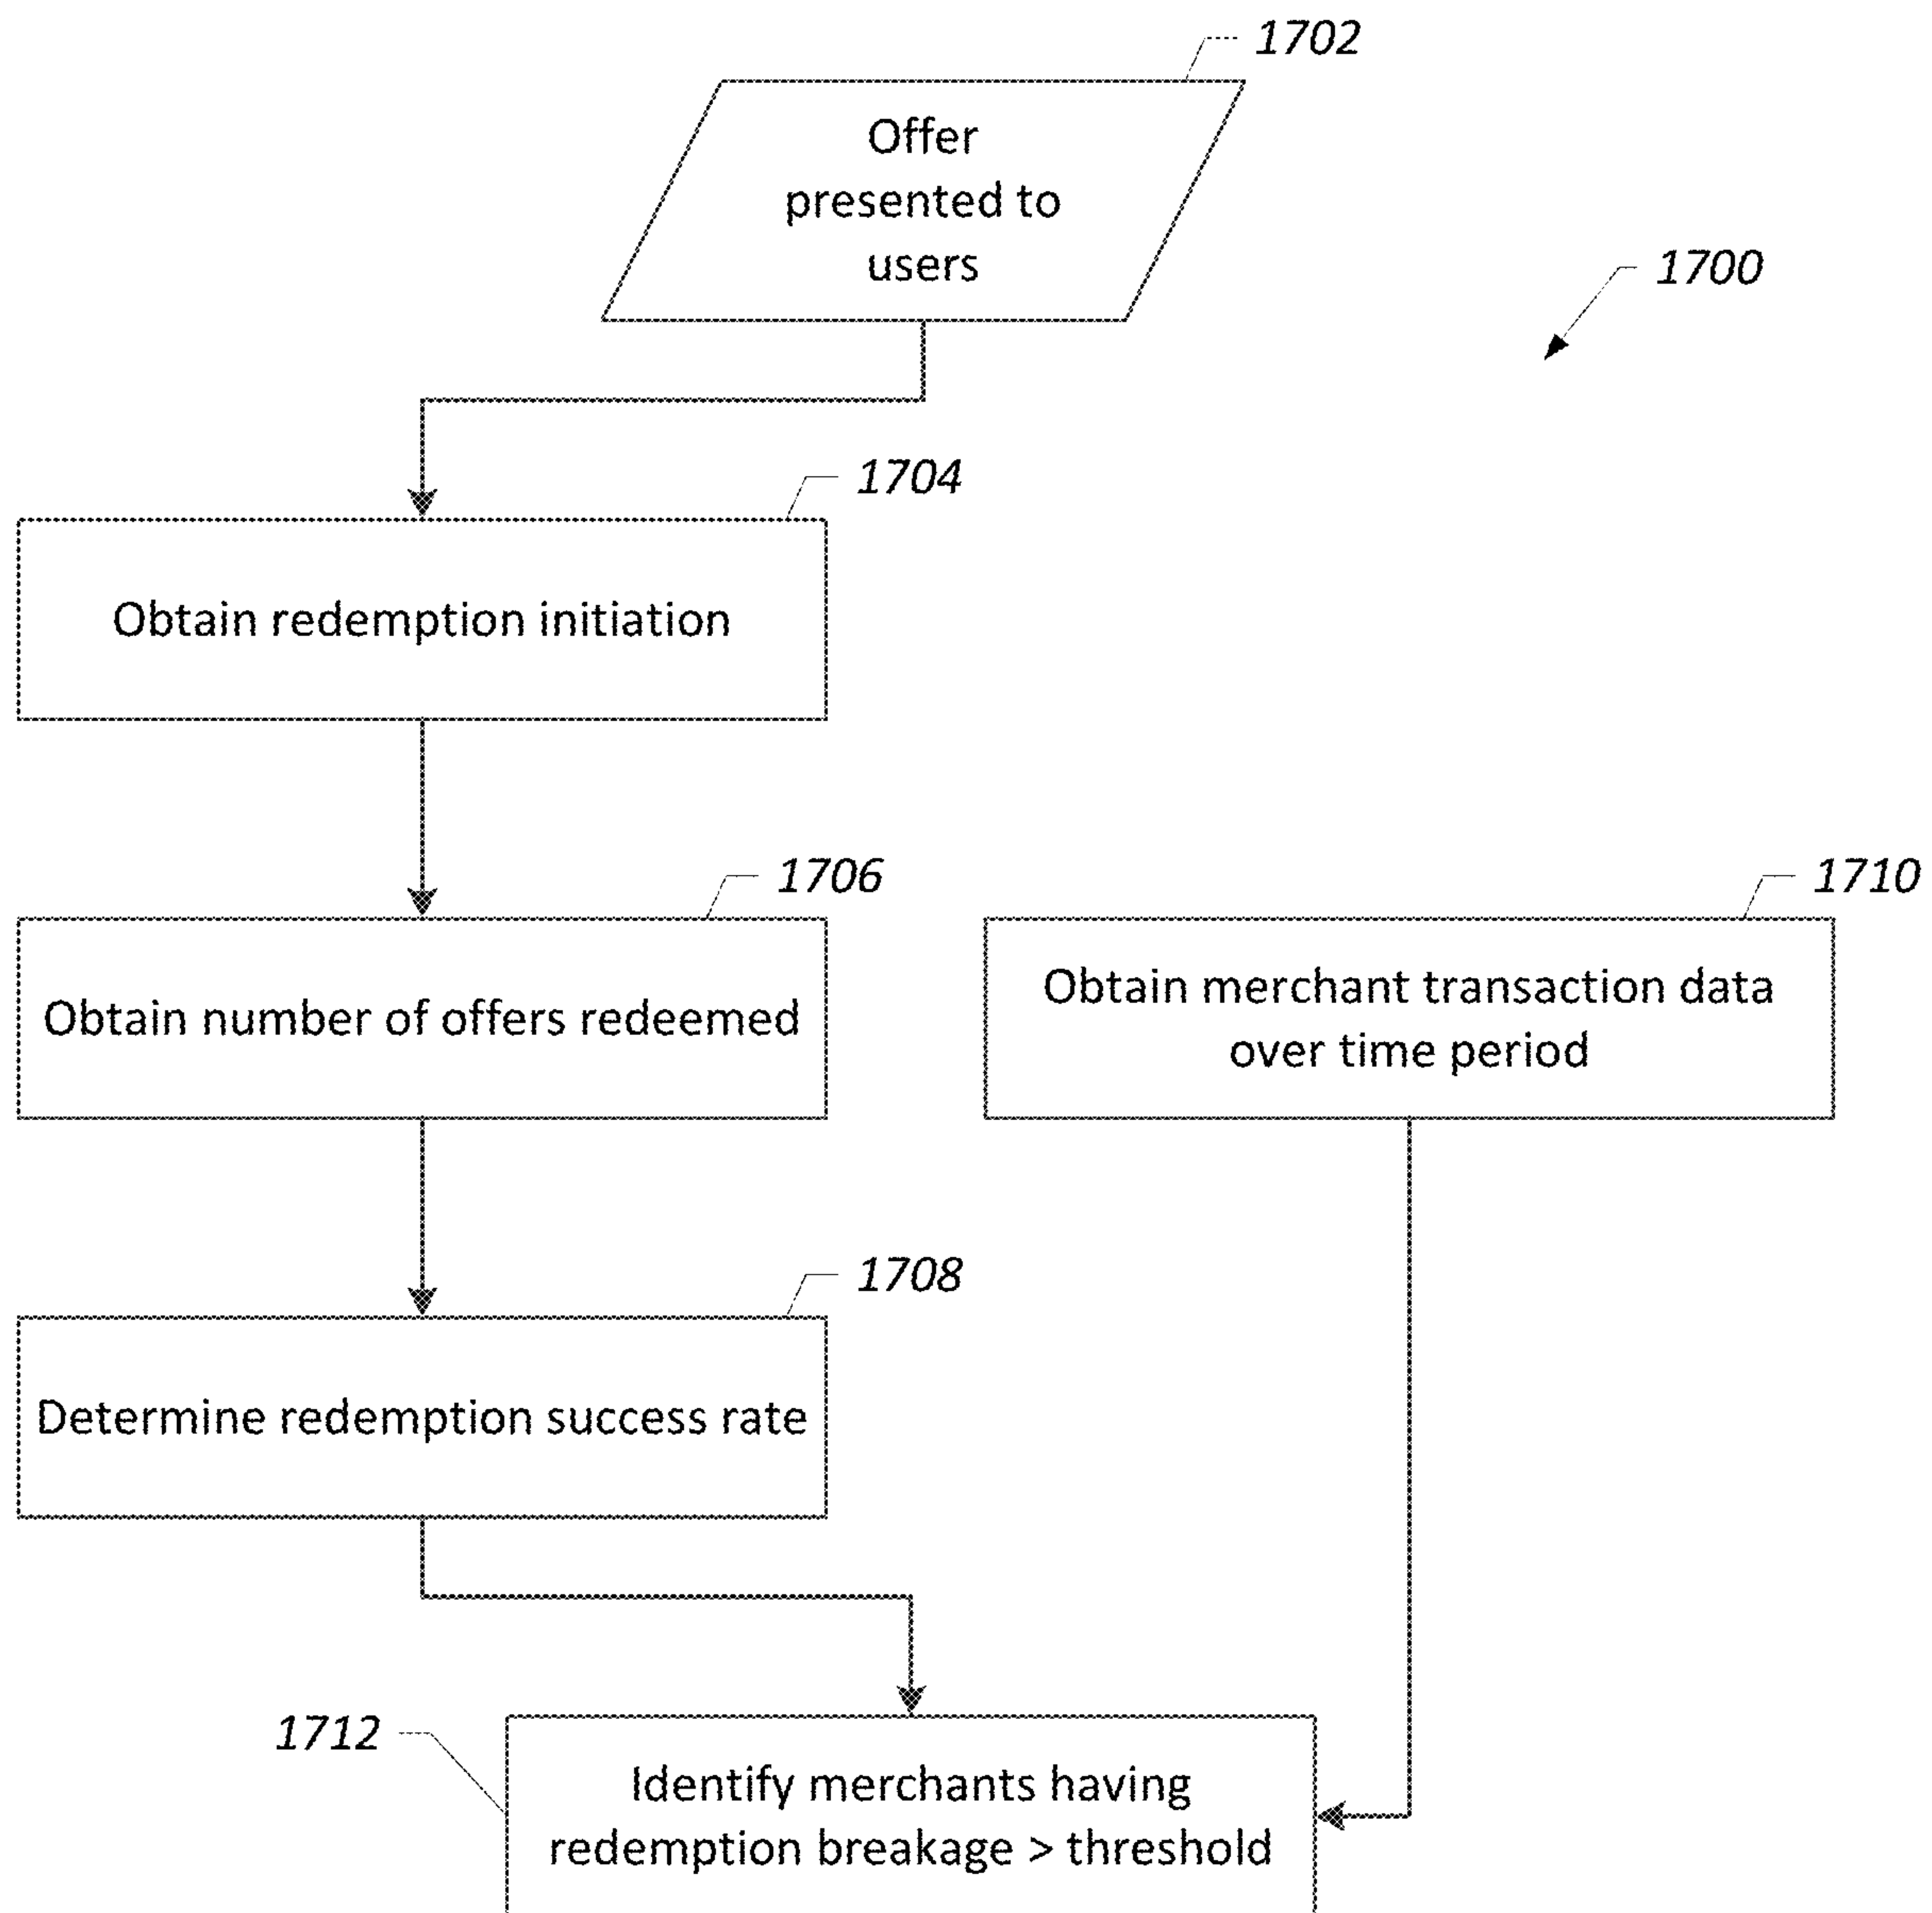 1702
Offer
presented to
users
1700
1704
Obtain redemption initiation
1706
Obtain number of offers redeemed
1710
Obtain merchant transaction data
over time period
1708
Determine redemption success rate
1712
Identify merchants having
redemption breakage > threshold